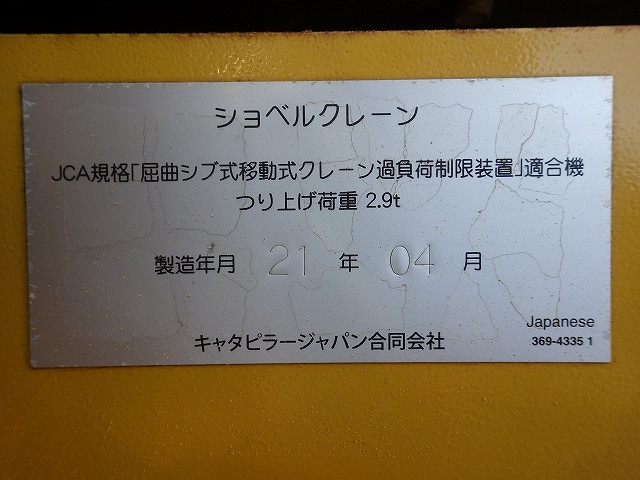 ショベルクレーン
JCA規格「屈曲ジブ式移動式クレーン過負荷制限装置」適合機
つり上げ荷重 2.9t
製造年月 21 年 04 月
キャタピラージャパン合同会社
Japanese
369-4335 1